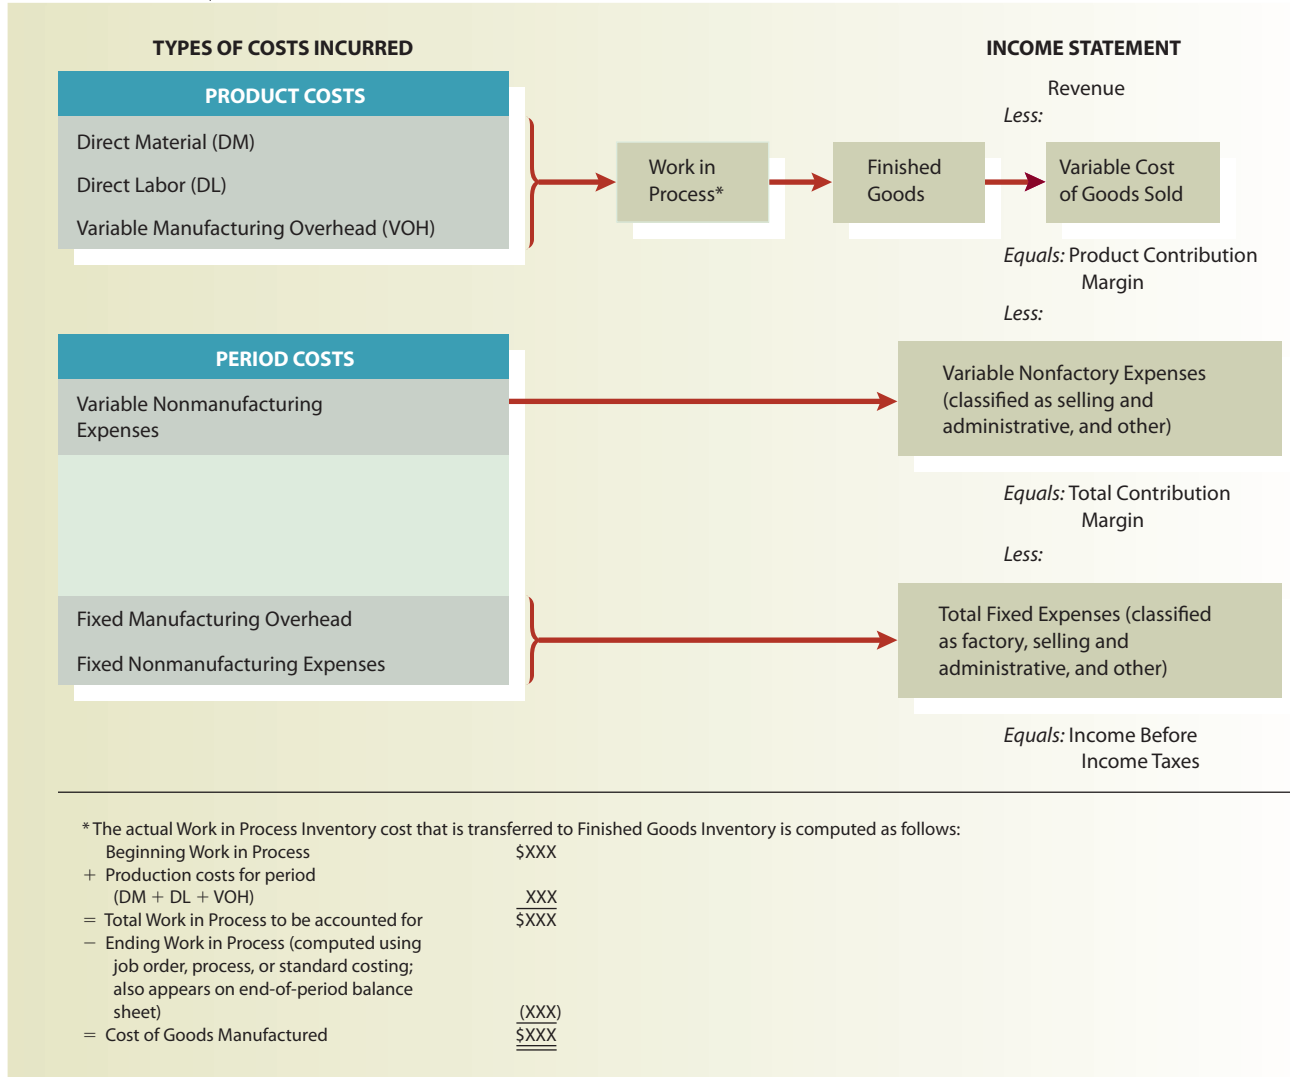 TYPES OF COSTS INCURRED
INCOME STATEMENT
PRODUCT COSTS
Direct Material (DM)
Direct Labor (DL)
Variable Manufacturing Overhead (VOH)
Work in
Process*
Finished
Goods
Revenue
Less:
Variable Cost
of Goods Sold
Equals: Product Contribution
Margin
Less:
PERIOD COSTS
Variable Nonmanufacturing
Expenses
Variable Nonfactory Expenses
(classified as selling and
administrative, and other)
Equals: Total Contribution
Margin
Less:
Fixed Manufacturing Overhead
Fixed Nonmanufacturing Expenses
Total Fixed Expenses (classified
as factory, selling and
administrative, and other)
Equals: Income Before
Income Taxes
* The actual Work in Process Inventory cost that is transferred to Finished Goods Inventory is computed as follows:
Beginning Work in Process $XXX
+ Production costs for period
(DM + DL + VOH) XXX
= Total Work in Process to be accounted for $XXX
− Ending Work in Process (computed using
job order, process, or standard costing;
also appears on end-of-period balance
sheet) (XXX)
= Cost of Goods Manufactured $XXX